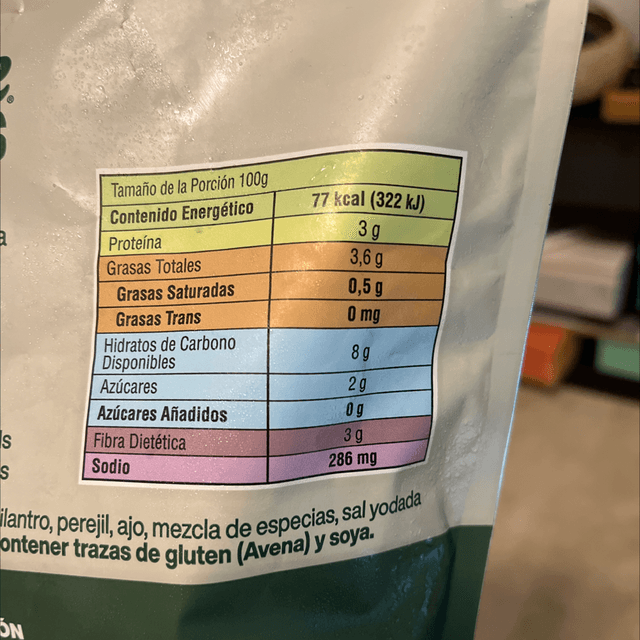 Tamaño de la Porción 100g
Contenido Energético 77 kcal (322 kJ)
Proteína 3 g
Grasas Totales 3,6 g
Grasas Saturadas 0,5 g
Grasas Trans 0 mg
Hidratos de Carbono
Disponibles 8 g
Azúcares 2 g
Azúcares Añadidos 0 g
Fibra Dietética 3 g
Sodio 286 mg
ilantro, perejil, ajo, mezcla de especias, sal yodada
ontener trazas de gluten (Avena) y soya.
ÓN